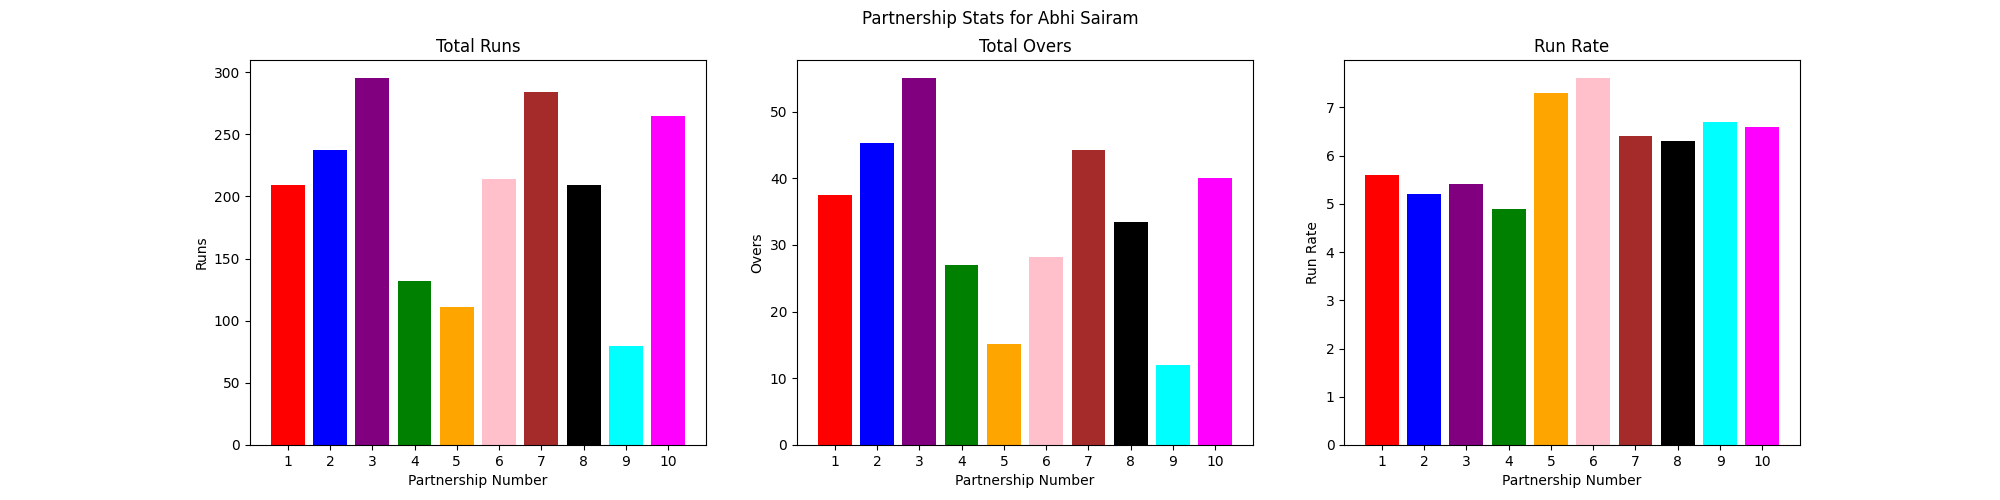 Partnership Stats for Abhi Sairam
Total Runs
300
250
200
150
100
50
0
Runs
1 2 3 4 5 6 7 8 9 10
Partnership Number
Total Overs
50
40
30
20
10
0
Overs
1 2 3 4 5 6 7 8 9 10
Partnership Number
Run Rate
7
6
5
4
3
2
1
0
Run Rate
1 2 3 4 5 6 7 8 9 10
Partnership Number